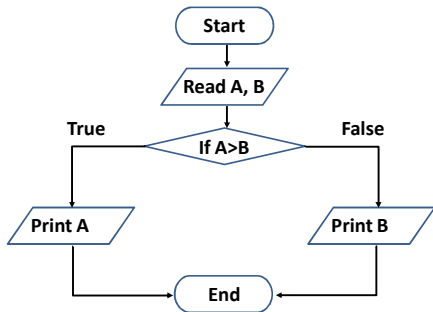 Start
Read A, B
True
False
If A>B
Print A
Print B
End